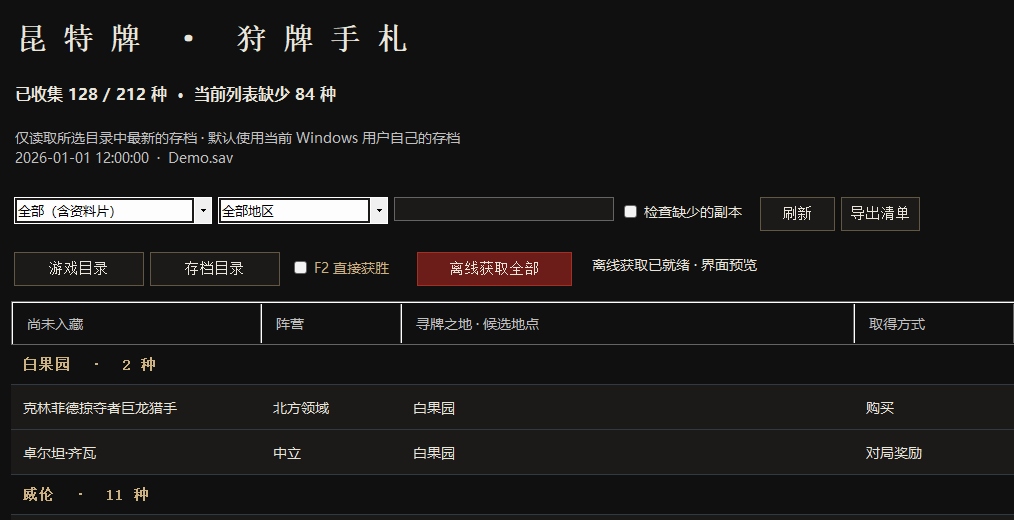 昆特牌 · 狩牌手札
已收集 128 / 212 种 · 当前列表缺少 84 种
仅读取所选目录中最新的存档 · 默认使用当前 Windows 用户自己的存档
2026-01-01 12:00:00 · Demo.sav
全部（含资料片） 全部地区 检查缺少的副本 刷新 导出清单
游戏目录 存档目录 F2 直接获胜 离线获取全部 离线获取已就绪 · 界面预览
尚未入藏 阵营 寻牌之地 · 候选地点 取得方式
白果园 · 2 种
克林菲德掠夺者巨龙猎手 北方领域 白果园 购买
卓尔坦·齐瓦 中立 白果园 对局奖励
威伦 · 11 种